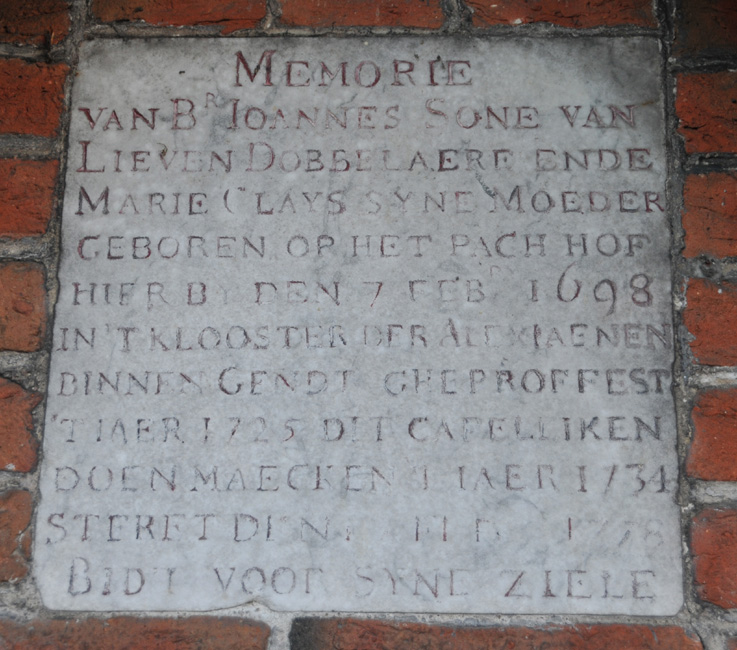 MEMORIE
VAN BR IOANNES SONE VAN
LIEVEN DOBBELAERE ENDE
MARIE CLAYS SYNE MOEDER
GEBOREN OP HET PACH HOF
HIER BY DEN 7 FEBRY 1698
IN 'T KLOOSTER DER ALEXIAENEN
BINNEN GENDT GHEPROFFEST
'T IAER 1725 DIT CAPELLIKEN
DOEN MAECKEN T IAER 1734
STERFT DEN
BIDT VOOR SYNE ZIELE